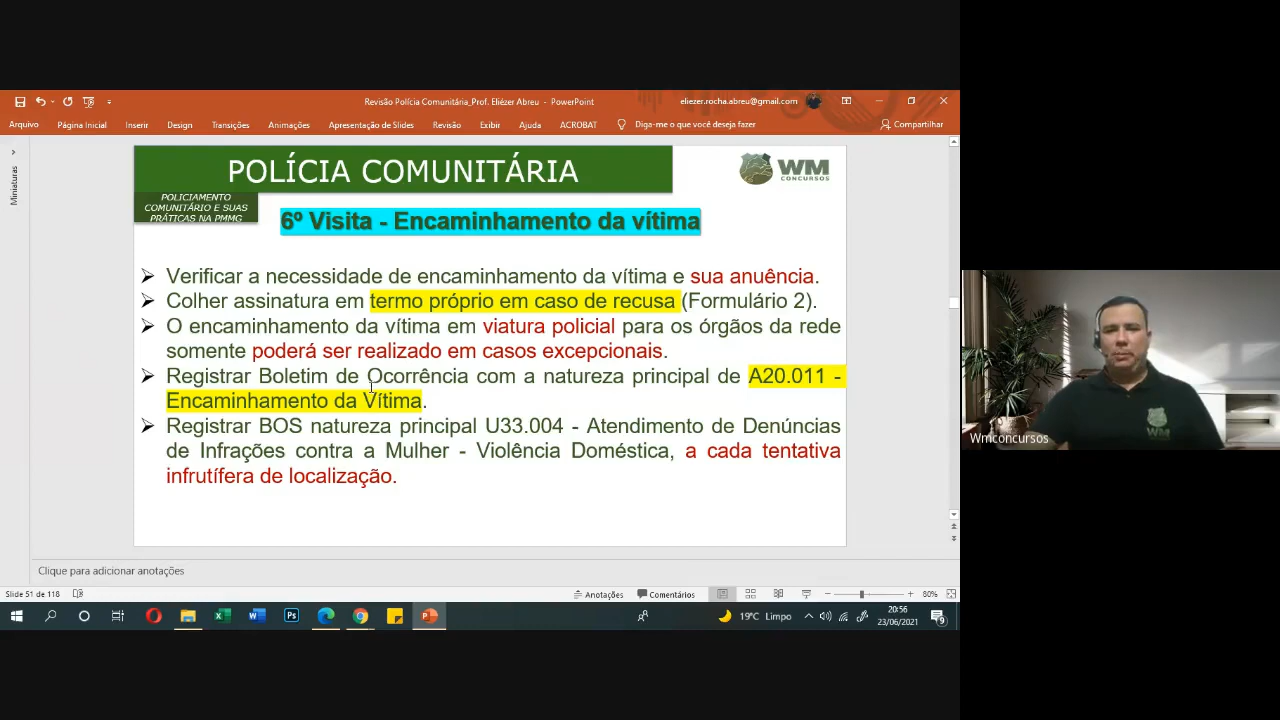 Revisão Polícia Comunitária_Prof. Eliézer Abreu - PowerPoint
eliezer.rocha.abreu@gmail.com
Arquivo
Página Inicial
Inserir
Design
Transições
Animações
Apresentação de Slides
Revisão
Exibir
Ajuda
ACROBAT
Diga-me o que você deseja fazer
Compartilhar
Miniaturas
POLÍCIA COMUNITÁRIA
WM
CONCURSOS
POLICIAMENTO
COMUNITÁRIO E SUAS
PRÁTICAS NA PMMG
6º Visita - Encaminhamento da vítima
Verificar a necessidade de encaminhamento da vítima e sua anuência.
Colher assinatura em termo próprio em caso de recusa (Formulário 2).
O encaminhamento da vítima em viatura policial para os órgãos da rede
somente poderá ser realizado em casos excepcionais.
Registrar Boletim de Ocorrência com a natureza principal de A20.011 -
Encaminhamento da Vítima.
Registrar BOS natureza principal U33.004 - Atendimento de Denúncias
de Infrações contra a Mulher - Violência Doméstica, a cada tentativa
infrutífera de localização.
WM
Wmconcursos
Clique para adicionar anotações
Slide 51 de 118
Anotações
Comentários
80%
19ºC Limpo
20:56
23/06/2021
9